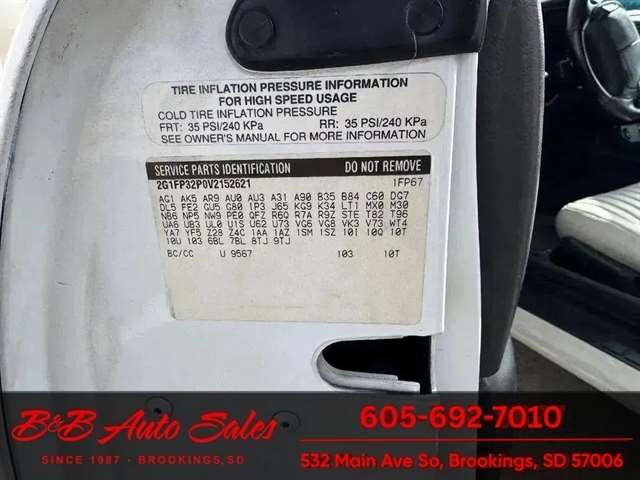 TIRE INFLATION PRESSURE INFORMATION
FOR HIGH SPEED USAGE
COLD TIRE INFLATION PRESSURE
FRT: 35 PSI/240 KPa RR: 35 PSI/240 KPa
SEE OWNER'S MANUAL FOR MORE INFORMATION
SERVICE PARTS IDENTIFICATION DO NOT REMOVE
2G1FP32P0V2152621 1FP67
AG1 AK5 AR9 AU0 AU3 A31 A90 B35 B84 C60 DG7
DL5 FE2 GU5 G80 IP3 J65 KG9 K34 LT1 MX0 M30
NB6 NP5 NW9 PE0 QFZ R6Q R7A R9Z STE T82 T96
UA6 UB3 UL0 U1S U62 U73 VG6 VG8 VK3 V73 WT4
YA7 YF5 Z28 Z4C 1AA 1AZ 1SM 1SZ 10I 10Q 10T
10U 103 6BL 7BL 8TJ 9TJ
BC/CC U 9567 103 10T
B&B Auto Sales
SINCE 1987 - BROOKINGS, SD
605-692-7010
532 Main Ave So, Brookings, SD 57006